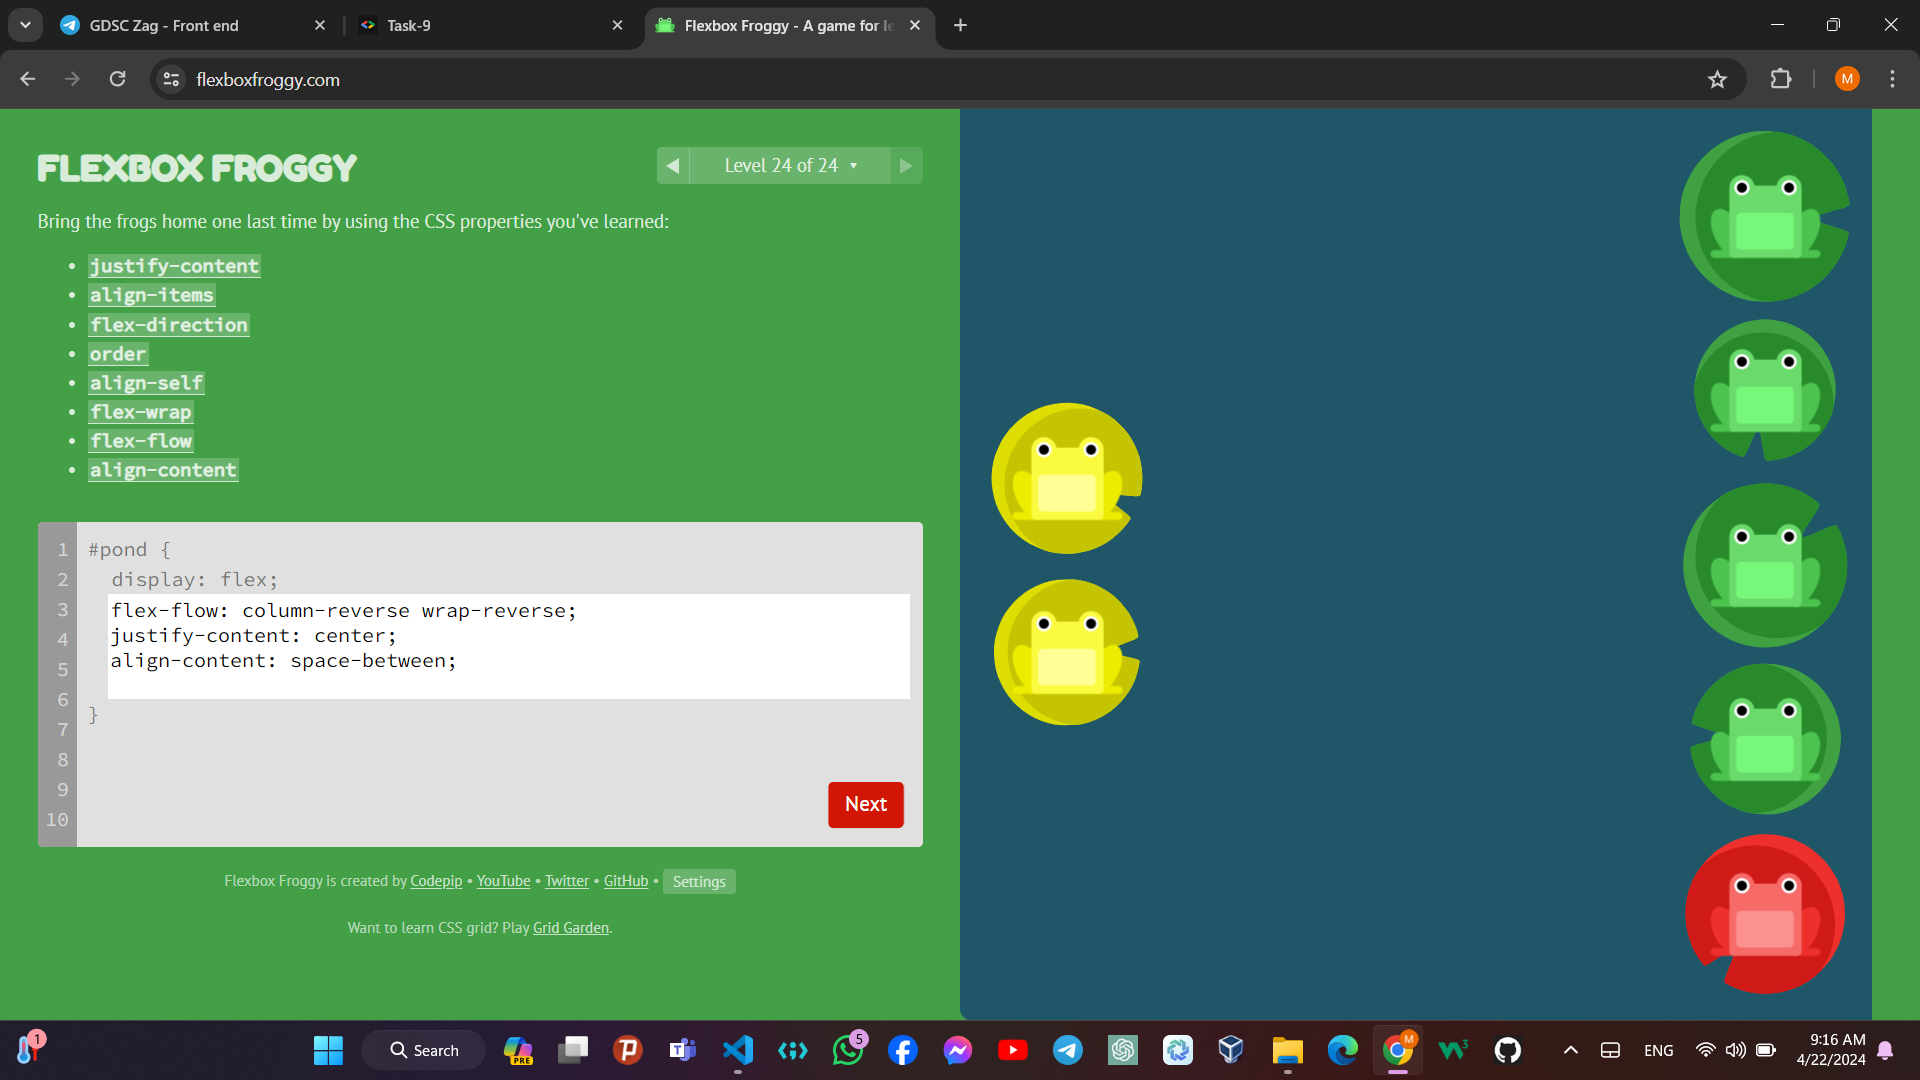 GDSC Zag - Front end
Task-9
Flexbox Froggy - A game for le
flexboxfroggy.com
M
FLEXBOX FROGGY
Level 24 of 24
Bring the frogs home one last time by using the CSS properties you've learned:
justify-content
align-items
flex-direction
order
align-self
flex-wrap
flex-flow
align-content
1 #pond {
2 display: flex;
3 flex-flow: column-reverse wrap-reverse;
4 justify-content: center;
5 align-content: space-between;
6
7 }
8
9
10
Next
Flexbox Froggy is created by Codepip • YouTube • Twitter • GitHub • Settings
Want to learn CSS grid? Play Grid Garden.
1
Search
PRE
5
M
ENG
9:16 AM
4/22/2024